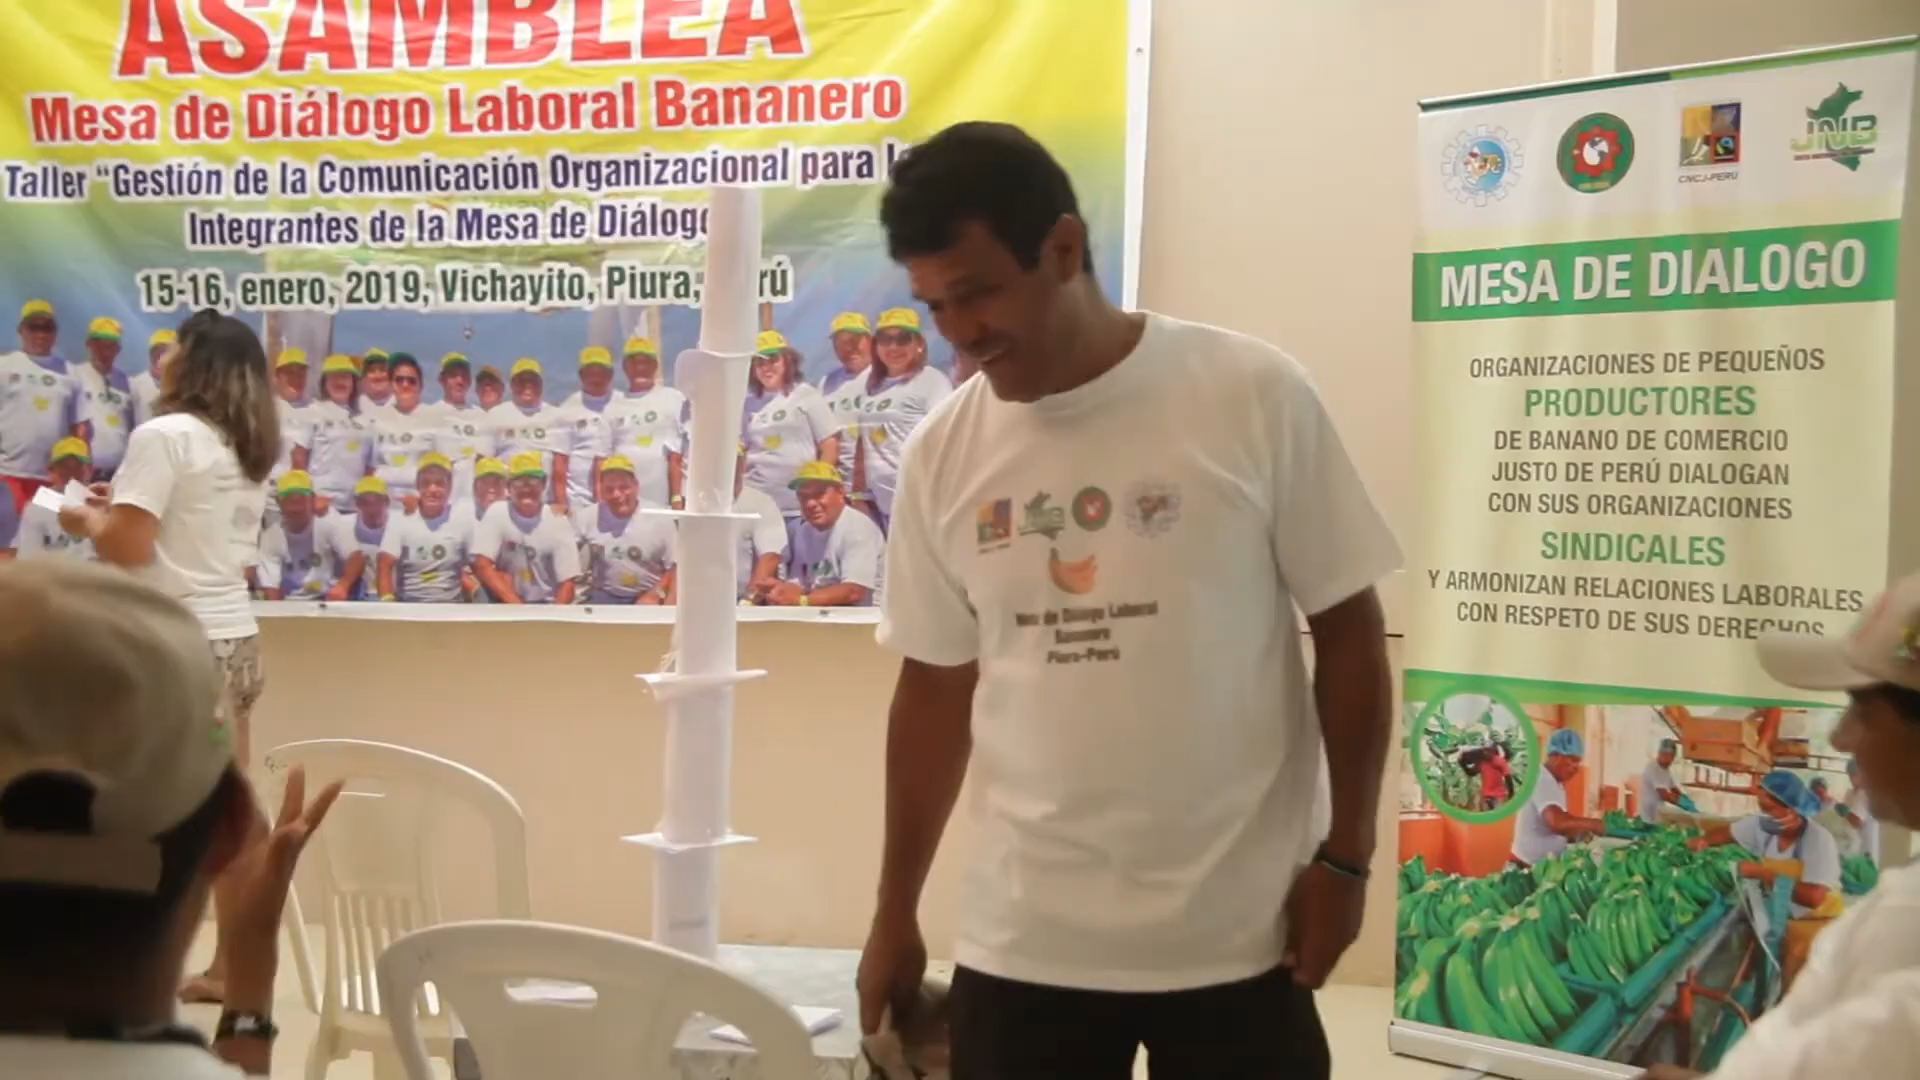 ASAMBLEA
Mesa de Diálogo Laboral Bananero
Taller “Gestión de la Comunicación Organizacional para
Integrantes de la Mesa de Diálogo
15-16, enero, 2019, Vichayito, Piura,
CNCJ-PERÚ
JNB
MESA DE DIALOGO
ORGANIZACIONES DE PEQUEÑOS
PRODUCTORES
DE BANANO DE COMERCIO
JUSTO DE PERÚ DIALOGAN
CON SUS ORGANIZACIONES
SINDICALES
Y ARMONIZAN RELACIONES LABORALES
CON RESPETO DE SUS DERECHOS
Mesa de Diálogo Laboral
Bananero
Piura-Perú